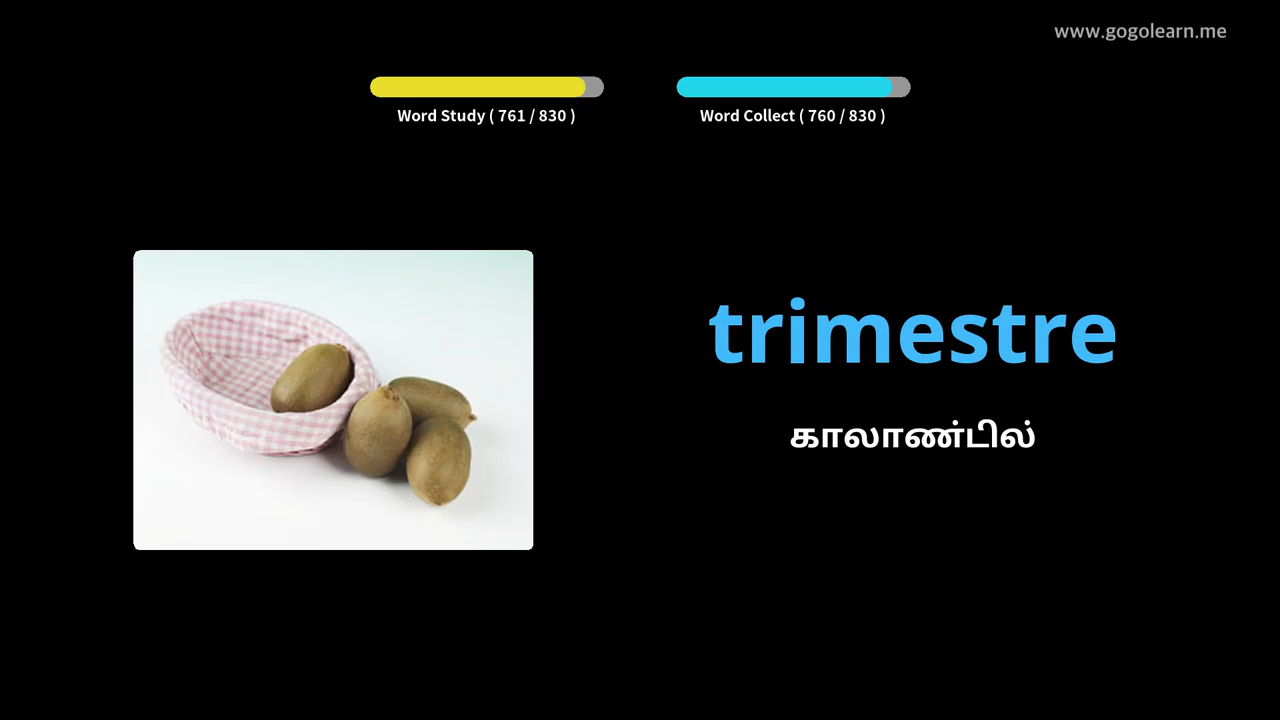 www.gogolearn.me
Word Study ( 761 / 830 )
Word Collect ( 760 / 830 )
trimestre
காலாண்டில்